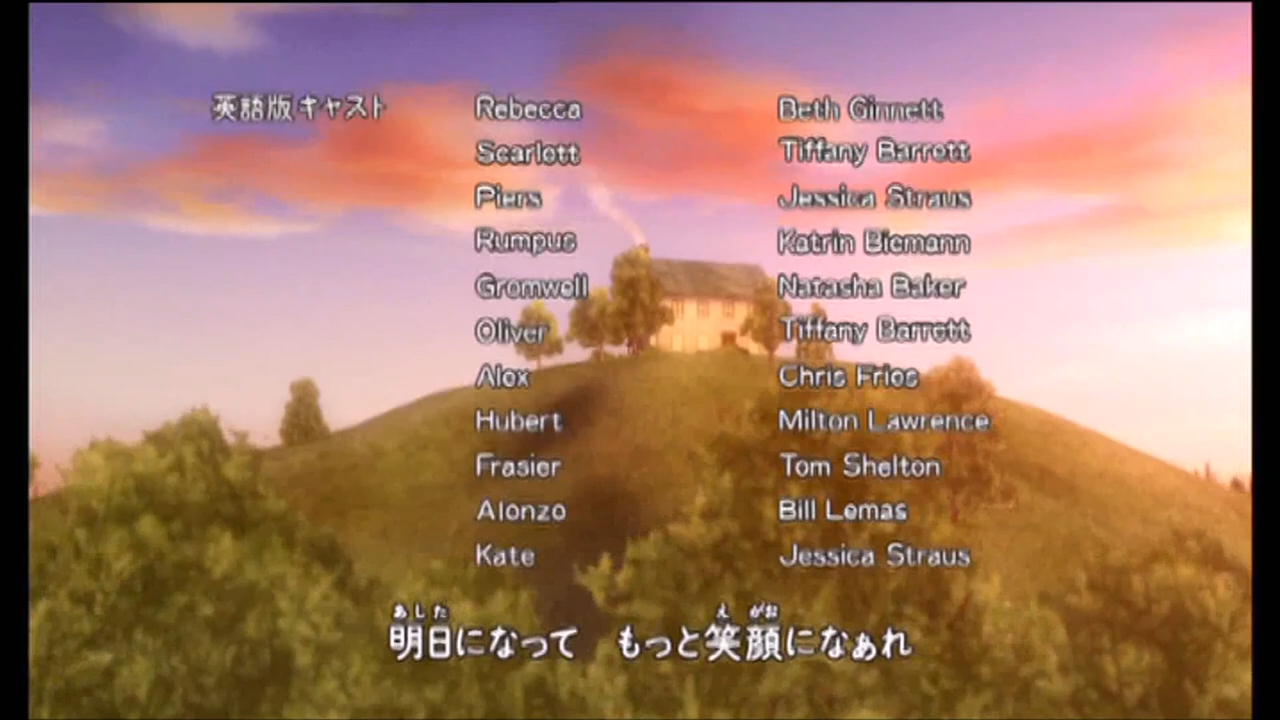 英語版キャスト Rebecca Beth Ginnett
Scarlett Tiffany Barrett
Piers Jessica Straus
Rumpus Katrin Biemann
Gromwell Natasha Baker
Oliver Tiffany Barrett
Alex Chris Frios
Hubert Milton Lawrence
Frasier Tom Shelton
Alonzo Bill Lomas
Kate Jessica Straus
あした え がお
明日になって もっと笑顔になぁれ